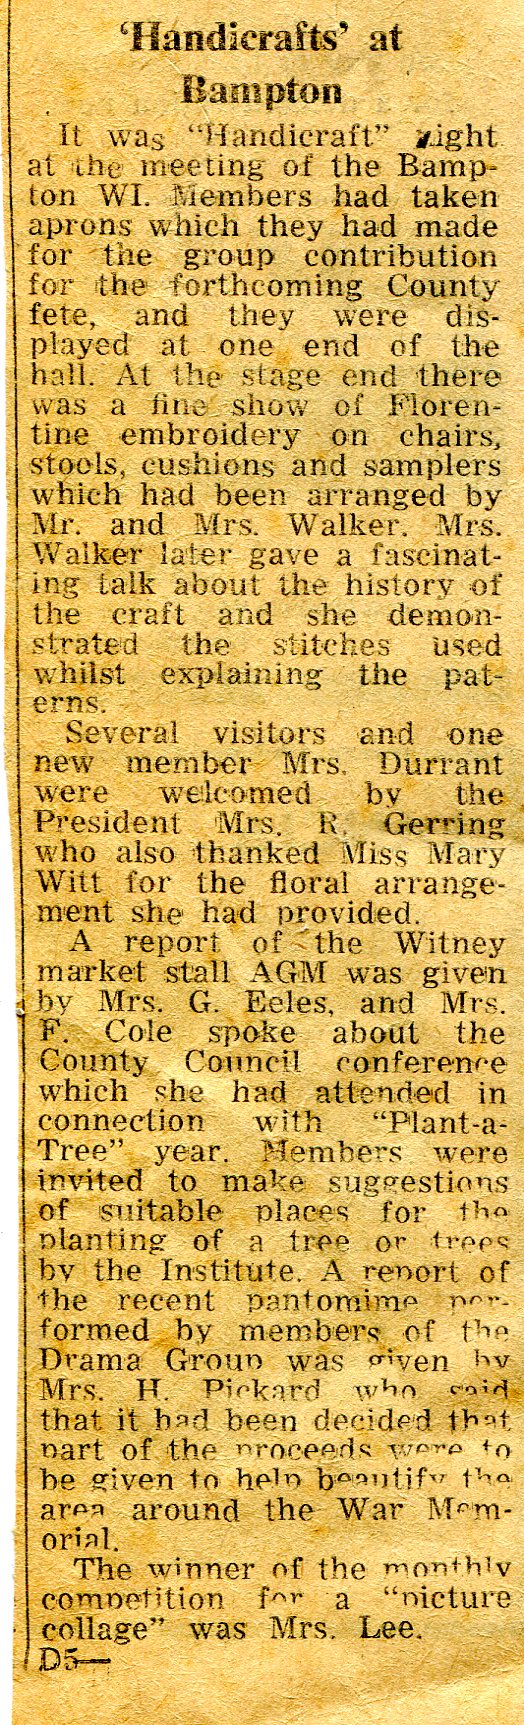 ‘Handicrafts’ at
Bampton
It was “Handicraft” night
at the meeting of the Bamp-
ton WI. Members had taken
aprons which they had made
for the group contribution
for the forthcoming County
fete, and they were dis-
played at one end of the
hall. At the stage end there
was a fine show of Floren-
tine embroidery on chairs,
stools, cushions and samplers
which had been arranged by
Mr. and Mrs. Walker. Mrs.
Walker later gave a fascinat-
ing talk about the history of
the craft and she demon-
strated the stitches used
whilst explaining the pat-
erns.
Several visitors and one
new member Mrs. Durrant
were welcomed by the
President Mrs. R. Gerring
who also thanked Miss Mary
Witt for the floral arrange-
ment she had provided.
A report of the Witney
market stall AGM was given
by Mrs. G. Eeles, and Mrs.
F. Cole spoke about the
County Council conference
which she had attended in
connection with “Plant-a-
Tree” year. Members were
invited to make suggestions
of suitable places for the
planting of a tree or trees
by the Institute. A report of
the recent pantomime per-
formed by members of the
Drama Group was given by
Mrs. H. Pickard who said
that it had been decided that
part of the proceeds were to
be given to help beautify the
area around the War Mem-
orial.
The winner of the monthly
competition for a “picture
collage” was Mrs. Lee.
D5—